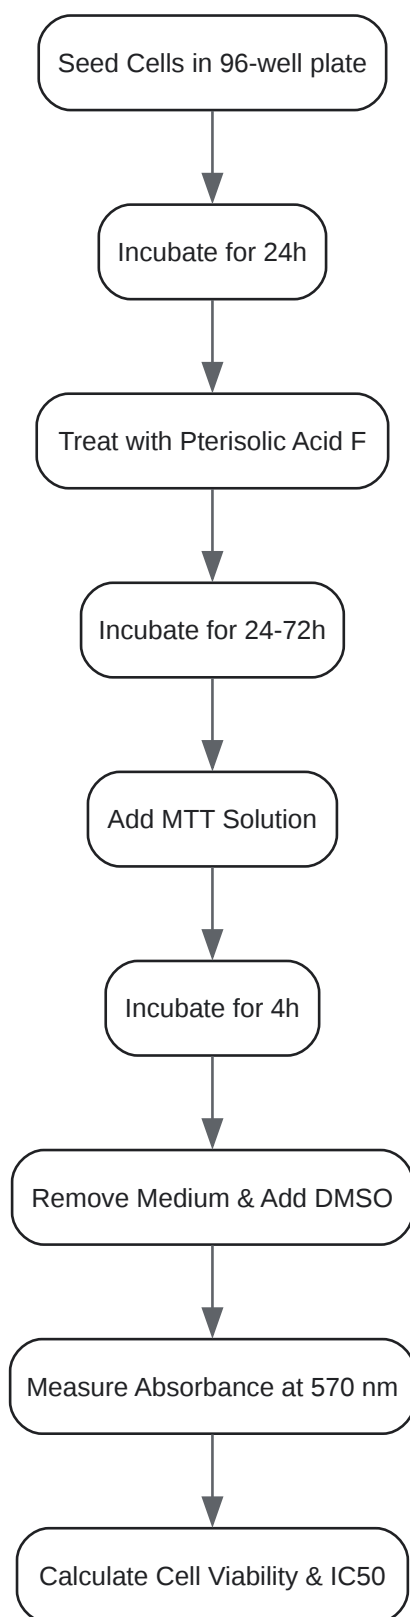 Seed Cells in 96-well plate
Incubate for 24h
Treat with Pterisolic Acid F
Incubate for 24-72h
Add MTT Solution
Incubate for 4h
Remove Medium & Add DMSO
Measure Absorbance at 570 nm
Calculate Cell Viability & IC50